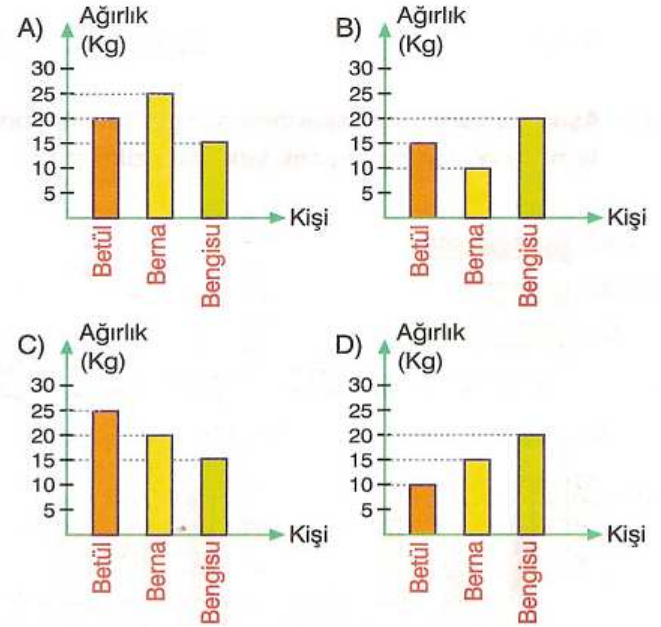 A) Ağırlık
(Kg)
30
25
20
15
10
5
Kişi
Betül
Berna
Bengisu
B) Ağırlık
(Kg)
30
25
20
15
10
5
Kişi
Betül
Berna
Bengisu
C) Ağırlık
(Kg)
30
25
20
15
10
5
Kişi
Betül
Berna
Bengisu
D) Ağırlık
(Kg)
30
25
20
15
10
5
Kişi
Betül
Berna
Bengisu